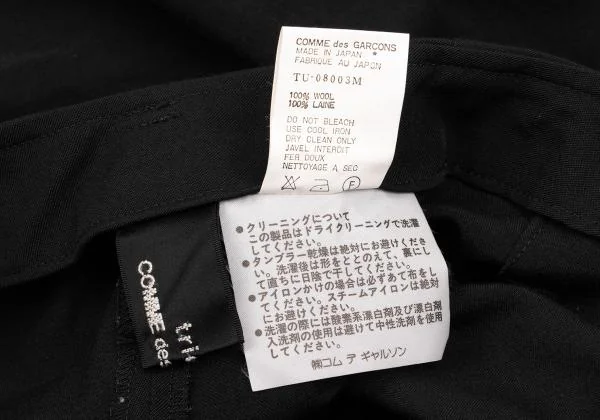 COMME des GARCONS
MADE IN JAPAN *
FABRIQUE AU JAPON
TU-08003M
100% WOOL
100% LAINE
DO NOT BLEACH
USE COOL IRON
DRY CLEAN ONLY
JAVEL INTERDIT
FER DOUX
NETTOYAGE A SEC
F
●クリーニングについて
この製品はドライクリーニングで洗濯
してください。
●タンブラー乾燥は絶対にお避けくださ
い。洗濯後は形をととのえて、裏にし
て直ちに日陰で干してください。
●アイロンかけの場合は必ずあて布をし
てください。スチームアイロンは絶対
にお避けください。
●洗濯の際には酸素系漂白剤及び漂白剤
入洗剤の使用は避けて中性洗剤を使用
してください。
㈱コム デ ギャルソン
tri
COMME des